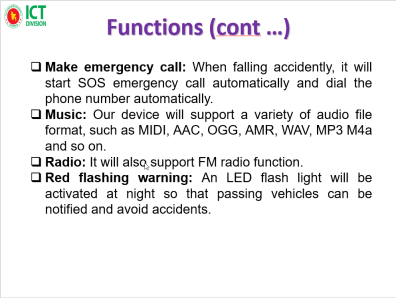 ICT
DIVISION
Functions (cont ...)
❑ Make emergency call: When falling accidently, it will
start SOS emergency call automatically and dial the
phone number automatically.
❑ Music: Our device will support a variety of audio file
format, such as MIDI, AAC, OGG, AMR, WAV, MP3 M4a
and so on.
❑ Radio: It will also support FM radio function.
❑ Red flashing warning: An LED flash light will be
activated at night so that passing vehicles can be
notified and avoid accidents.